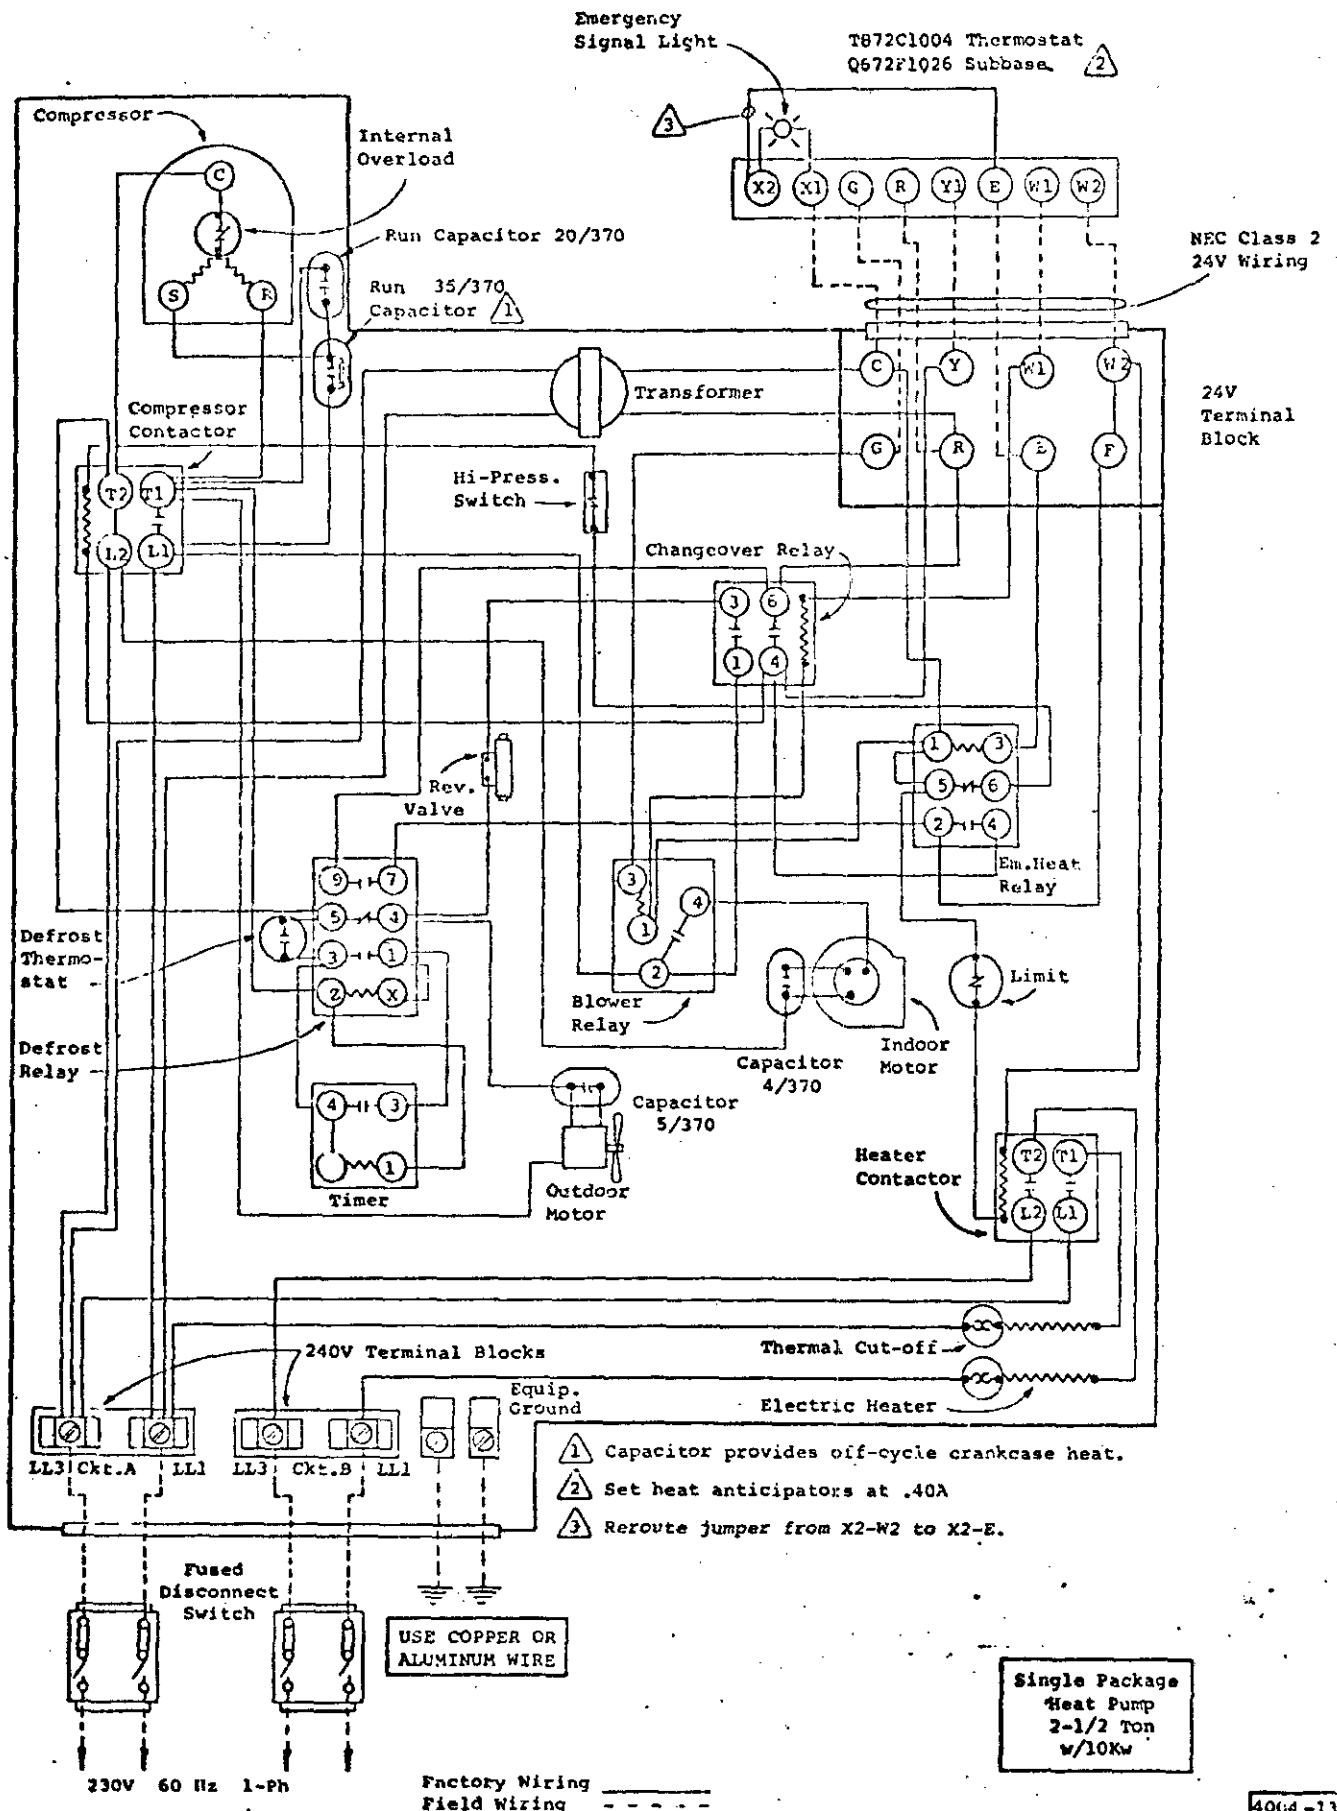 Emergency
Signal Light
T872C1004 Thermostat
Q672F1026 Subbase
2
3
Compressor
Internal
Overload
C
S
R
X2 X1 G R Y1 E W1 W2
Run Capacitor 20/370
Run 35/370
Capacitor 1
NEC Class 2
24V Wiring
Transformer
C Y W1 W2
24V
Terminal
Block
Compressor
Contactor
G R E F
Hi-Press.
Switch
T2 T1
L2 L1
Changeover Relay
3 6
1 4
Rev.
Valve
1 3
5 6
2 4
Em.Heat
Relay
9 7
5 4
3 1
2 X
3
4
1
2
Defrost
Thermo-
stat
Blower
Relay
Limit
Defrost
Relay
Capacitor
4/370
Indoor
Motor
4 3
1
Timer
Capacitor
5/370
Outdoor
Motor
Heater
Contactor
T2 T1
L2 L1
240V Terminal Blocks
Thermal Cut-off
Equip.
Ground
Electric Heater
LL3 Ckt.A LL1
LL3 Ckt.B LL1
1 Capacitor provides off-cycle crankcase heat.
2 Set heat anticipators at .40A
3 Reroute jumper from X2-W2 to X2-E.
Fused
Disconnect
Switch
USE COPPER OR
ALUMINUM WIRE
Single Package
Heat Pump
2-1/2 Ton
w/10Kw
230V 60 Hz 1-Ph
Factory Wiring
Field Wiring